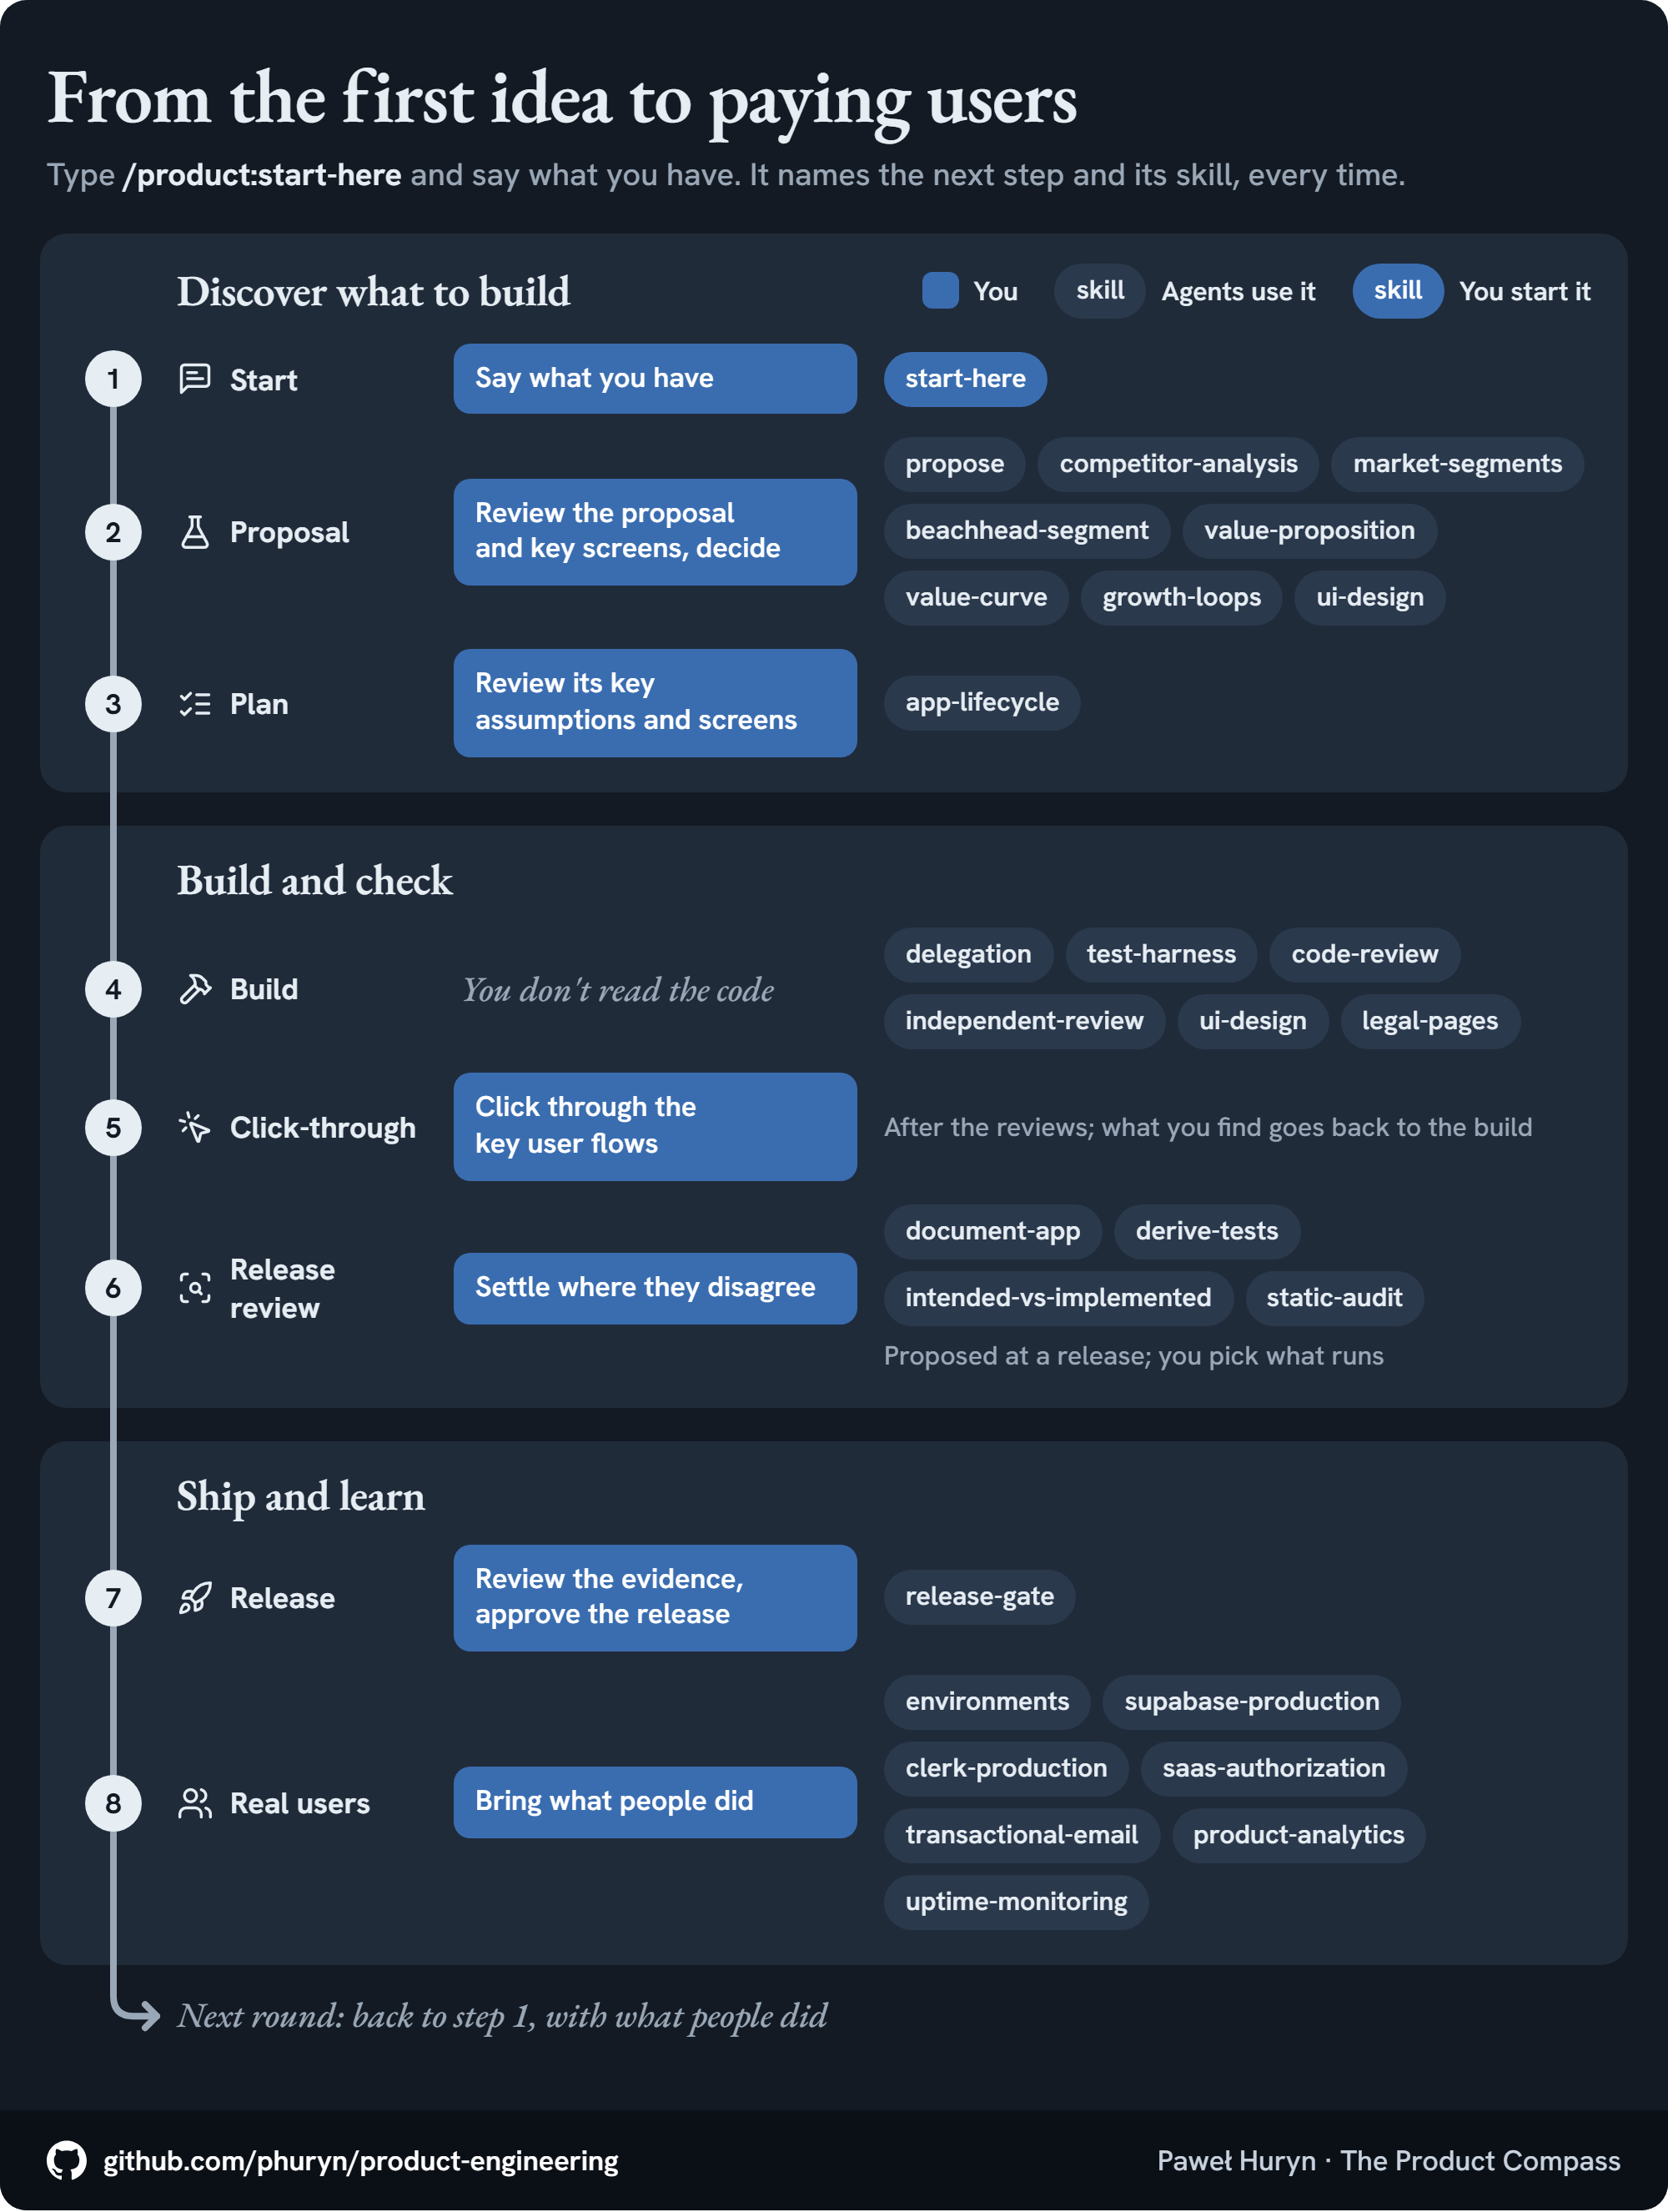 From the first idea to paying users
Type /product:start-here and say what you have. It names the next step and its skill, every time.
Discover what to build
You
skill
Agents use it
skill
You start it
1
Start
Say what you have
start-here
2
Proposal
Review the proposal
and key screens, decide
propose
competitor-analysis
market-segments
beachhead-segment
value-proposition
value-curve
growth-loops
ui-design
3
Plan
Review its key
assumptions and screens
app-lifecycle
Build and check
4
Build
You don't read the code
delegation
test-harness
code-review
independent-review
ui-design
legal-pages
5
Click-through
Click through the
key user flows
After the reviews; what you find goes back to the build
6
Release
review
Settle where they disagree
document-app
derive-tests
intended-vs-implemented
static-audit
Proposed at a release; you pick what runs
Ship and learn
7
Release
Review the evidence,
approve the release
release-gate
8
Real users
Bring what people did
environments
supabase-production
clerk-production
saas-authorization
transactional-email
product-analytics
uptime-monitoring
Next round: back to step 1, with what people did
github.com/phuryn/product-engineering
Paweł Huryn · The Product Compass